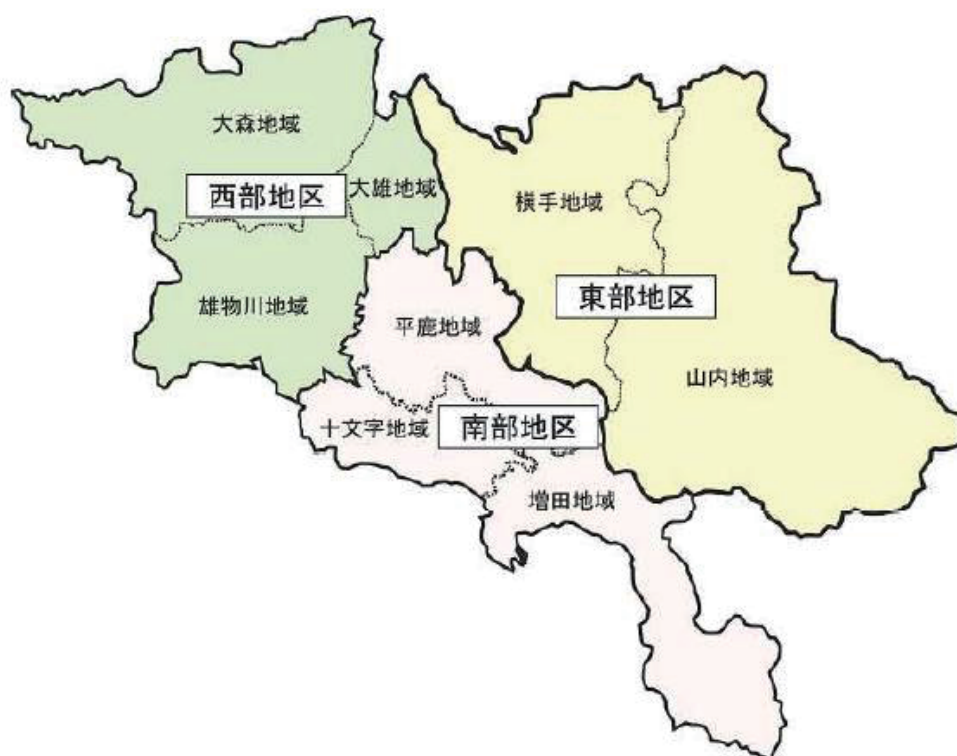 大森地域
西部地区
大雄地域
横手地域
東部地区
雄物川地域
平鹿地域
山内地域
十文字地域
南部地区
増田地域